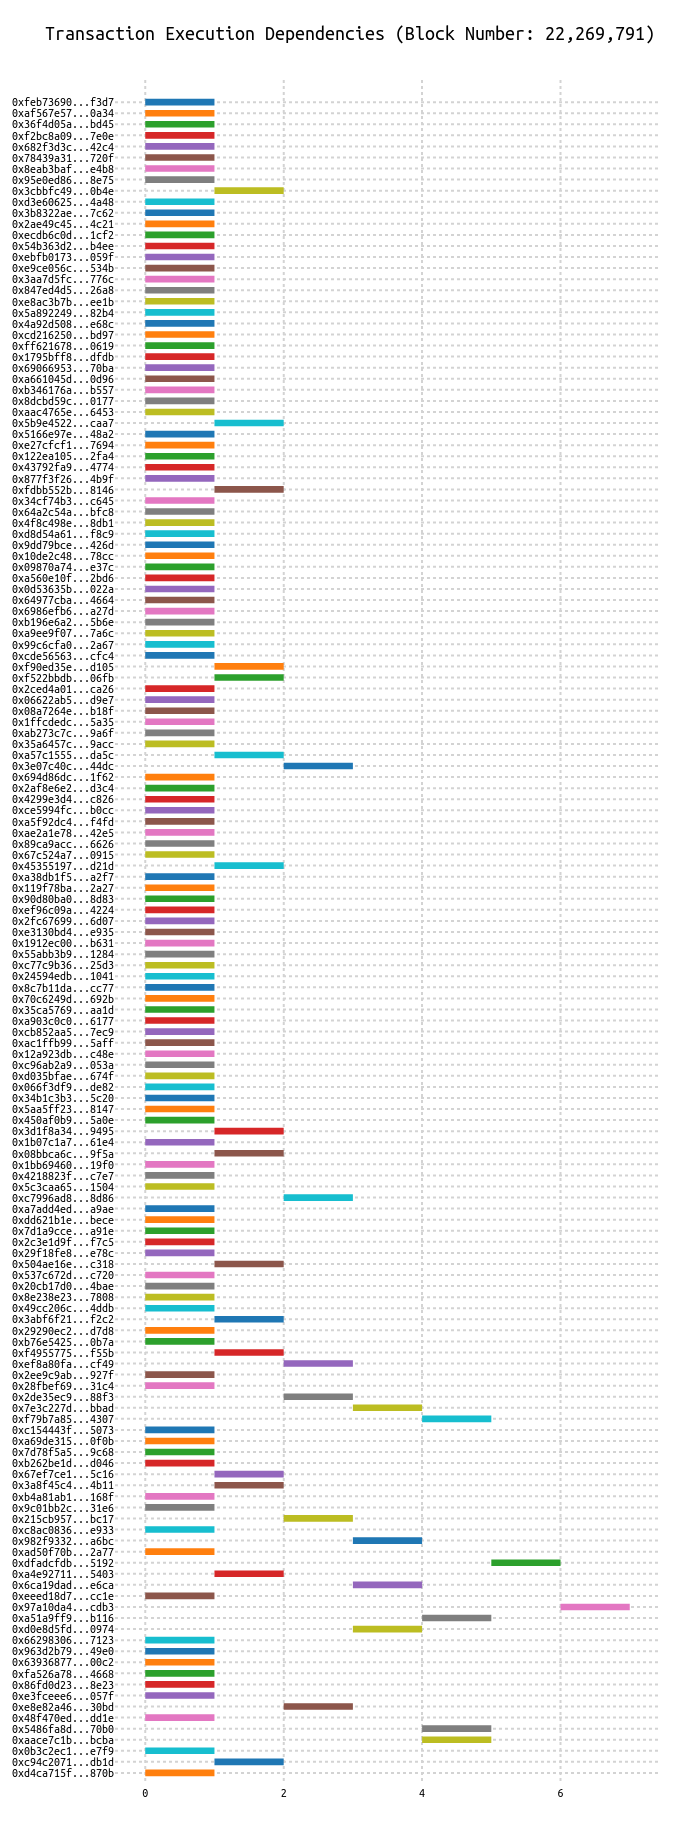 Transaction Execution Dependencies (Block Number: 22,269,791)
0xfeb73690...f3d7
0xaf567e57...0a34
0x36f4d05a...bd45
0xf2bc8a09...7e0e
0x682f3d3c...42c4
0x78439a31...720f
0x8eab3baf...e4b8
0x95e0ed86...8e75
0x3cbbfc49...0b4e
0xd3e60625...4a48
0x3b8322ae...7c62
0x2ae49c45...4c21
0xecdb6c0d...1cf2
0x54b363d2...b4ee
0xebfb0173...059f
0xe9ce056c...534b
0x3aa7d5fc...776c
0x847ed4d5...26a8
0xe8ac3b7b...ee1b
0x5a892249...82b4
0x4a92d508...e68c
0xcd216250...bd97
0xff621678...0619
0x1795bff8...dfdb
0x69066953...70ba
0xa661045d...0d96
0xb346176a...b557
0x8dcbd59c...0177
0xaac4765e...6453
0x5b9e4522...caa7
0x5166e97e...48a2
0xe27cfcf1...7694
0x122ea105...2fa4
0x43792fa9...4774
0x877f3f26...4b9f
0xfdbb552b...8146
0x34cf74b3...c645
0x64a2c54a...bfc8
0x4f8c498e...8db1
0xd8d54a61...f8c9
0x9dd79bce...426d
0x10de2c48...78cc
0x09870a74...e37c
0xa560e10f...2bd6
0x0d53635b...022a
0x64977cba...4664
0x6986efb6...a27d
0xb196e6a2...5b6e
0xa9ee9f07...7a6c
0x99c6cfa0...2a67
0xcde56563...cfc4
0xf90ed35e...d105
0xf522bbdb...06fb
0x2ced4a01...ca26
0x06622ab5...d9e7
0x08a7264e...b18f
0x1ffcdedc...5a35
0xab273c7c...9a6f
0x35a6457c...9acc
0xa57c1555...da5c
0x3e07c40c...44dc
0x694d86dc...1f62
0x2af8e6e2...d3c4
0x4299e3d4...c826
0xce5994fc...b0cc
0xa5f92dc4...f4fd
0xae2a1e78...42e5
0x89ca9acc...6626
0x67c524a7...0915
0x45355197...d21d
0xa38db1f5...a2f7
0x119f78ba...2a27
0x90d80ba0...8d83
0xef96c09a...4224
0x2fc67699...6d07
0xe3130bd4...e935
0x1912ec00...b631
0x55abb3b9...1284
0xc77c9b36...25d3
0x24594edb...1041
0x8c7b11da...cc77
0x70c6249d...692b
0x35ca5769...aa1d
0xa903c0c0...6177
0xcb852aa5...7ec9
0xac1ffb99...5aff
0x12a923db...c48e
0xc96ab2a9...053a
0xd035bfae...674f
0x066f3df9...de82
0x34b1c3b3...5c20
0x5aa5ff23...8147
0x450af0b9...5a0e
0x3d1f8a34...9495
0x1b07c1a7...61e4
0x08bbca6c...9f5a
0x1bb69460...19f0
0x4218823f...c7e7
0x5c3caa65...1504
0xc7996ad8...8d86
0xa7add4ed...a9ae
0xdd621b1e...bece
0x7d1a9cce...a91e
0x2c3e1d9f...f7c5
0x29f18fe8...e78c
0x504ae16e...c318
0x537c672d...c720
0x20cb17d0...4bae
0x8e238e23...7808
0x49cc206c...4ddb
0x3abf6f21...f2c2
0x29290ec2...d7d8
0xb76e5425...0b7a
0xf4955775...f55b
0xef8a80fa...cf49
0x2ee9c9ab...927f
0x28fbef69...31c4
0x2de35ec9...88f3
0x7e3c227d...bbad
0xf79b7a85...4307
0xc154443f...5073
0xa69de315...0f0b
0x7d78f5a5...9c68
0xb262be1d...d046
0x67ef7ce1...5c16
0x3a8f45c4...4b11
0xb4a81ab1...168f
0x9c01bb2c...31e6
0x215cb957...bc17
0xc8ac0836...e933
0x982f9332...a6bc
0xad50f70b...2a77
0xdfadcfdb...5192
0xa4e92711...5403
0x6ca19dad...e6ca
0xeeed18d7...cc1e
0x97a10da4...cdb3
0xa51a9ff9...b116
0xd0e8d5fd...0974
0x66298306...7123
0x963d2b79...49e0
0x63936877...00c2
0xfa526a78...4668
0x86fd0d23...8e23
0xe3fceee6...057f
0xe8e82a46...30bd
0x48f470ed...dd1e
0x5486fa8d...70b0
0xaace7c1b...bcba
0x0b3c2ec1...e7f9
0xc94c2071...db1d
0xd4ca715f...870b
0 2 4 6